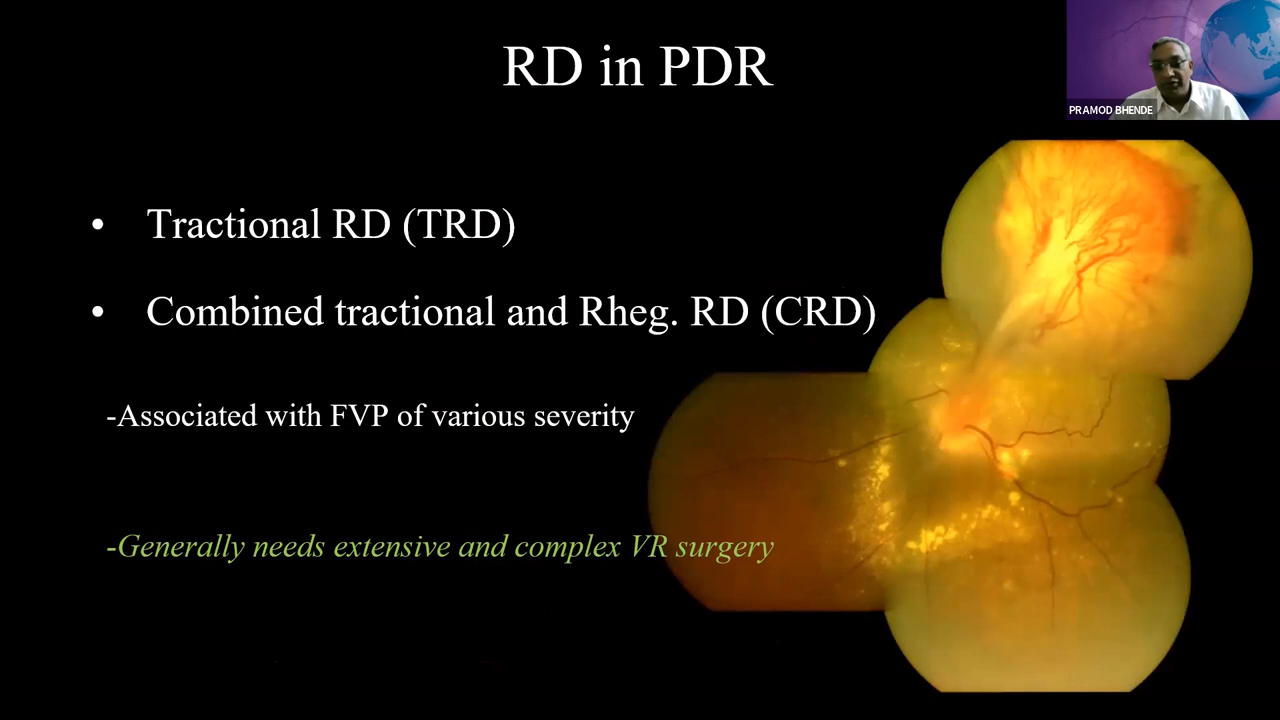 RD in PDR
PRAMOD BHENDE
• Tractional RD (TRD)
• Combined tractional and Rheg. RD (CRD)
-Associated with FVP of various severity
-Generally needs extensive and complex VR surgery